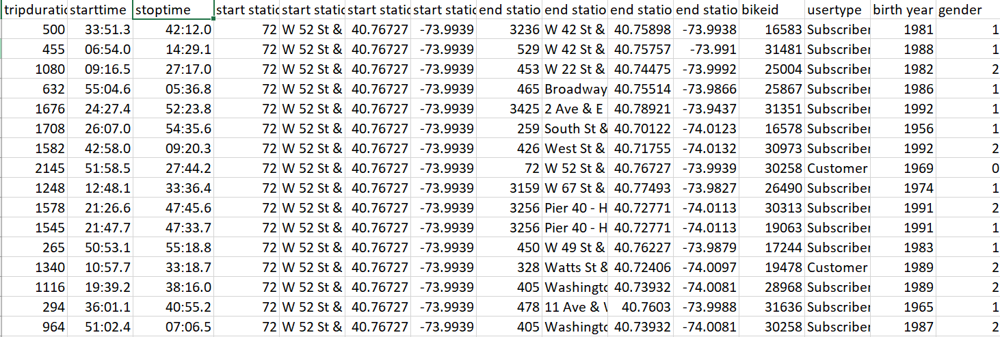 tripduratic starttime stoptime start static start static start static start static end statio end statio end statio end statio bikeid usertype birth year gender
500 33:51.3 42:12.0 72 W 52 St & 40.76727 -73.9939 3236 W 42 St & 40.75898 -73.9938 16583 Subscriber 1981 1
455 06:54.0 14:29.1 72 W 52 St & 40.76727 -73.9939 529 W 42 St & 40.75757 -73.991 31481 Subscriber 1988 1
1080 09:16.5 27:17.0 72 W 52 St & 40.76727 -73.9939 453 W 22 St & 40.74475 -73.9992 25004 Subscriber 1982 2
632 55:04.6 05:36.8 72 W 52 St & 40.76727 -73.9939 465 Broadway 40.75514 -73.9866 25867 Subscriber 1986 1
1676 24:27.4 52:23.8 72 W 52 St & 40.76727 -73.9939 3425 2 Ave & E 40.78921 -73.9437 31351 Subscriber 1992 1
1708 26:07.0 54:35.6 72 W 52 St & 40.76727 -73.9939 259 South St & 40.70122 -74.0123 16578 Subscriber 1956 1
1582 42:58.0 09:20.3 72 W 52 St & 40.76727 -73.9939 426 West St & 40.71755 -74.0132 30973 Subscriber 1992 2
2145 51:58.5 27:44.2 72 W 52 St & 40.76727 -73.9939 72 W 52 St & 40.76727 -73.9939 30258 Customer 1969 0
1248 12:48.1 33:36.4 72 W 52 St & 40.76727 -73.9939 3159 W 67 St & 40.77493 -73.9827 26490 Subscriber 1974 1
1578 21:26.6 47:45.6 72 W 52 St & 40.76727 -73.9939 3256 Pier 40 - H 40.72771 -74.0113 30313 Subscriber 1991 2
1545 21:47.7 47:33.7 72 W 52 St & 40.76727 -73.9939 3256 Pier 40 - H 40.72771 -74.0113 19063 Subscriber 1991 1
265 50:53.1 55:18.8 72 W 52 St & 40.76727 -73.9939 450 W 49 St & 40.76227 -73.9879 17244 Subscriber 1983 1
1340 10:57.7 33:18.7 72 W 52 St & 40.76727 -73.9939 328 Watts St & 40.72406 -74.0097 19478 Customer 1989 2
1116 19:39.2 38:16.0 72 W 52 St & 40.76727 -73.9939 405 Washingto 40.73932 -74.0081 28968 Subscriber 1989 2
294 36:01.1 40:55.2 72 W 52 St & 40.76727 -73.9939 478 11 Ave & 40.7603 -73.9988 31636 Subscriber 1965 1
964 51:02.4 07:06.5 72 W 52 St & 40.76727 -73.9939 405 Washingto 40.73932 -74.0081 30258 Subscriber 1987 2